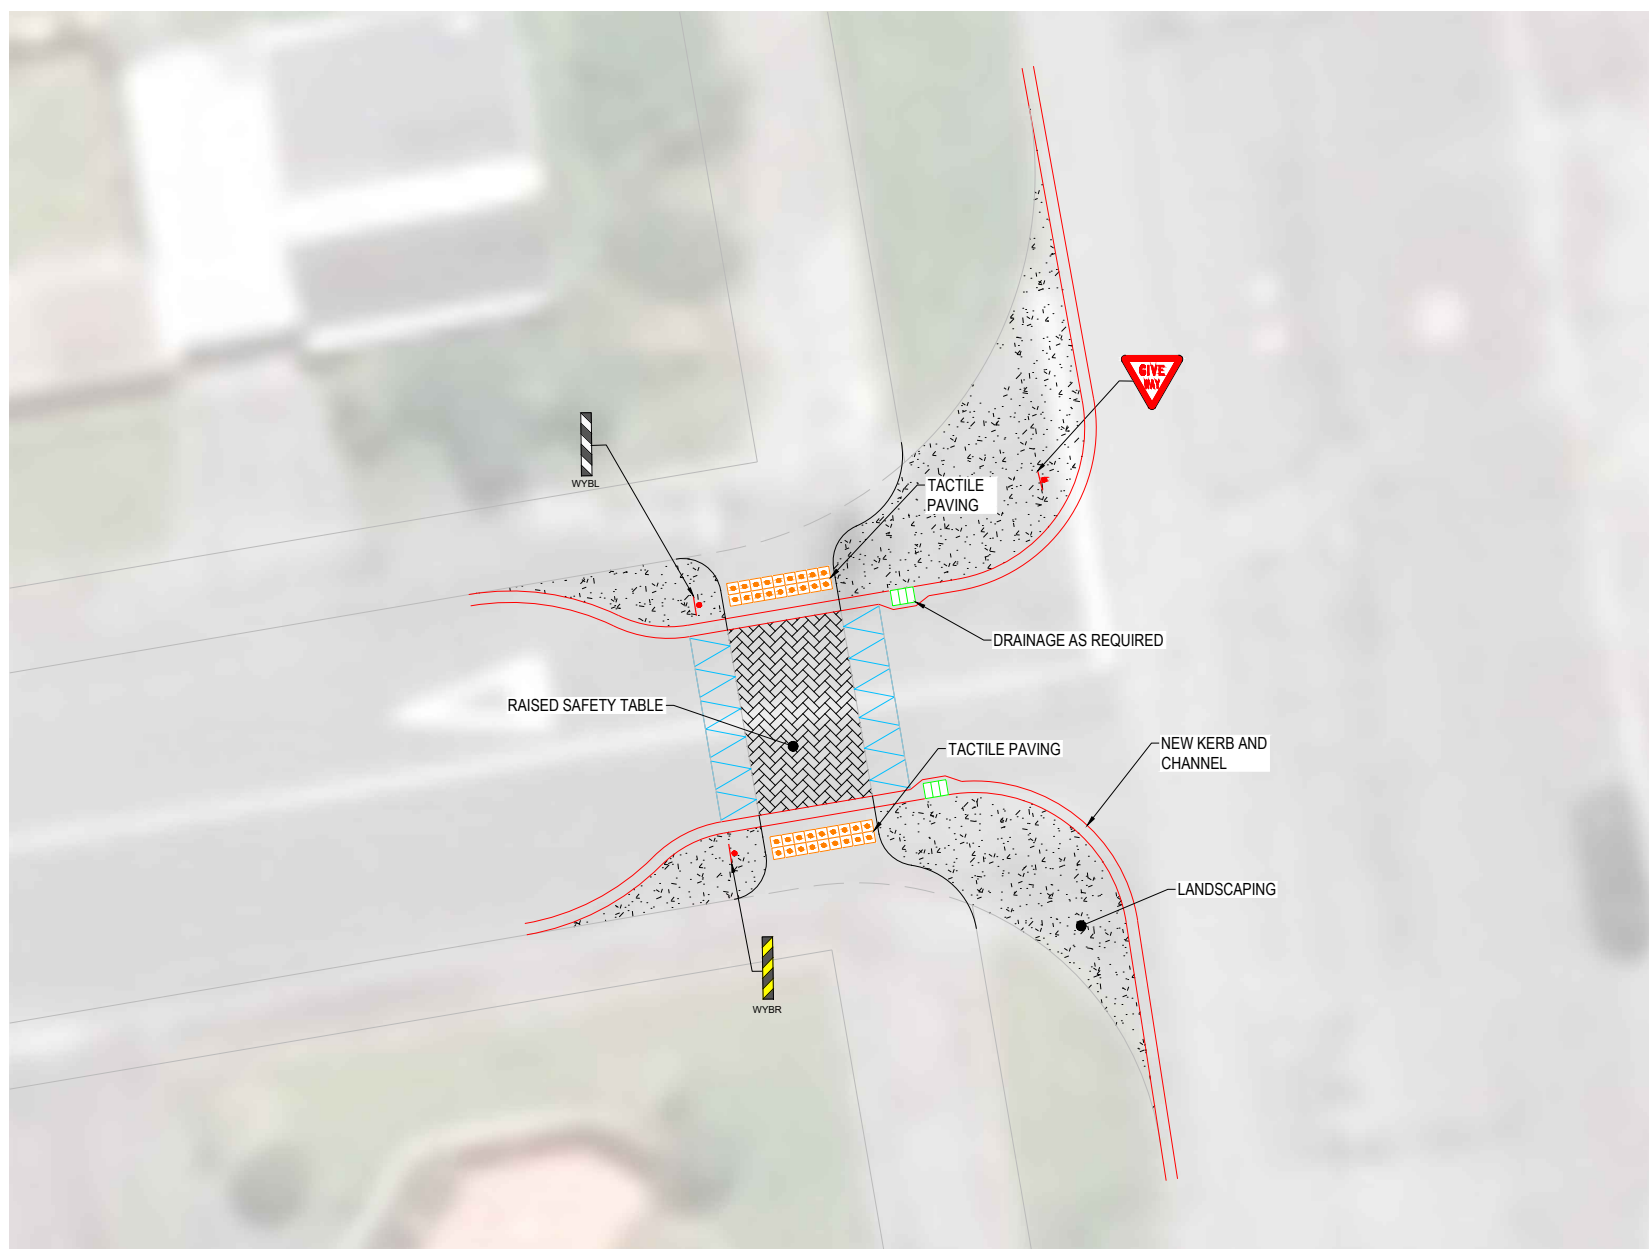 GIVE
WAY
WYBL
TACTILE
PAVING
DRAINAGE AS REQUIRED
RAISED SAFETY TABLE
TACTILE PAVING
NEW KERB AND
CHANNEL
LANDSCAPING
WYBR